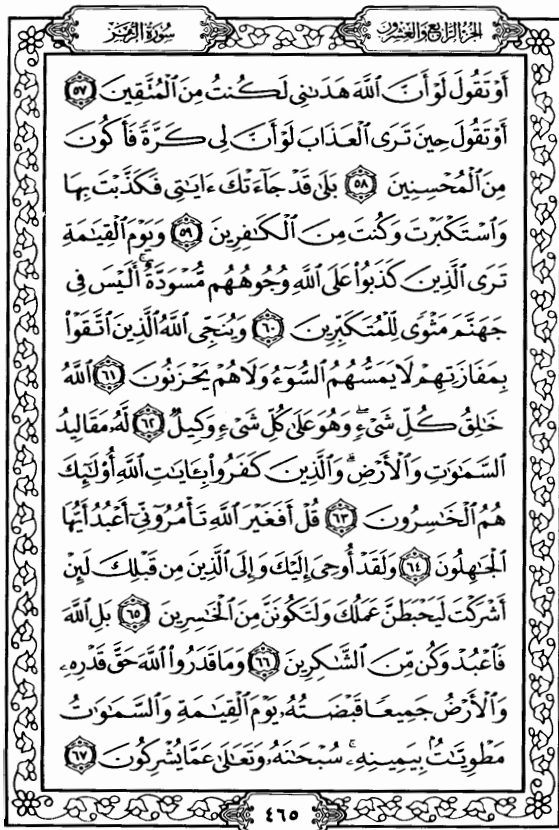 الجزء الرابع والعشرون
سورة الزمر
أَوْ تَقُولَ لَوْ أَنَّ ٱللَّهَ هَدَىٰنِى لَكُنتُ مِنَ ٱلْمُتَّقِينَ ٥٧
أَوْ تَقُولَ حِينَ تَرَى ٱلْعَذَابَ لَوْ أَنَّ لِى كَرَّةً فَأَكُونَ
مِنَ ٱلْمُحْسِنِينَ ٥٨ بَلَىٰ قَدْ جَآءَتْكَ ءَايَٰتِى فَكَذَّبْتَ بِهَا
وَٱسْتَكْبَرْتَ وَكُنتَ مِنَ ٱلْكَٰفِرِينَ ٥٩ وَيَوْمَ ٱلْقِيَٰمَةِ
تَرَى ٱلَّذِينَ كَذَبُوا۟ عَلَى ٱللَّهِ وُجُوهُهُم مُّسْوَدَّةٌ ۚ أَلَيْسَ فِى
جَهَنَّمَ مَثْوًى لِّلْمُتَكَبِّرِينَ ٦٠ وَيُنَجِّى ٱللَّهُ ٱلَّذِينَ ٱتَّقَوْا۟
بِمَفَازَتِهِمْ لَا يَمَسُّهُمُ ٱلسُّوٓءُ وَلَا هُمْ يَحْزَنُونَ ٦١ ٱللَّهُ
خَٰلِقُ كُلِّ شَىْءٍ ۖ وَهُوَ عَلَىٰ كُلِّ شَىْءٍ وَكِيلٌ ٦٢ لَّهُۥ مَقَالِيدُ
ٱلسَّمَٰوَٰتِ وَٱلْأَرْضِ ۗ وَٱلَّذِينَ كَفَرُوا۟ بِـَٔايَٰتِ ٱللَّهِ أُو۟لَٰٓئِكَ
هُمُ ٱلْخَٰسِرُونَ ٦٣ قُلْ أَفَغَيْرَ ٱللَّهِ تَأْمُرُوٓنِّىٓ أَعْبُدُ أَيُّهَا
ٱلْجَٰهِلُونَ ٦٤ وَلَقَدْ أُوحِىَ إِلَيْكَ وَإِلَى ٱلَّذِينَ مِن قَبْلِكَ لَئِنْ
أَشْرَكْتَ لَيَحْبَطَنَّ عَمَلُكَ وَلَتَكُونَنَّ مِنَ ٱلْخَٰسِرِينَ ٦٥ بَلِ ٱللَّهَ
فَٱعْبُدْ وَكُن مِّنَ ٱلشَّٰكِرِينَ ٦٦ وَمَا قَدَرُوا۟ ٱللَّهَ حَقَّ قَدْرِهِۦ
وَٱلْأَرْضُ جَمِيعًا قَبْضَتُهُۥ يَوْمَ ٱلْقِيَٰمَةِ وَٱلسَّمَٰوَٰتُ
مَطْوِيَّٰتٌۢ بِيَمِينِهِۦ ۚ سُبْحَٰنَهُۥ وَتَعَٰلَىٰ عَمَّا يُشْرِكُونَ ٦٧
٤٦٥